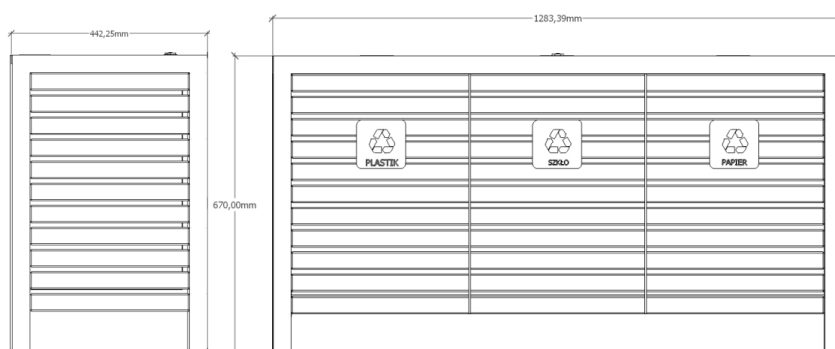 442,25mm
1283,39mm
670,00mm
PLASTIK
SZKŁO
PAPIER